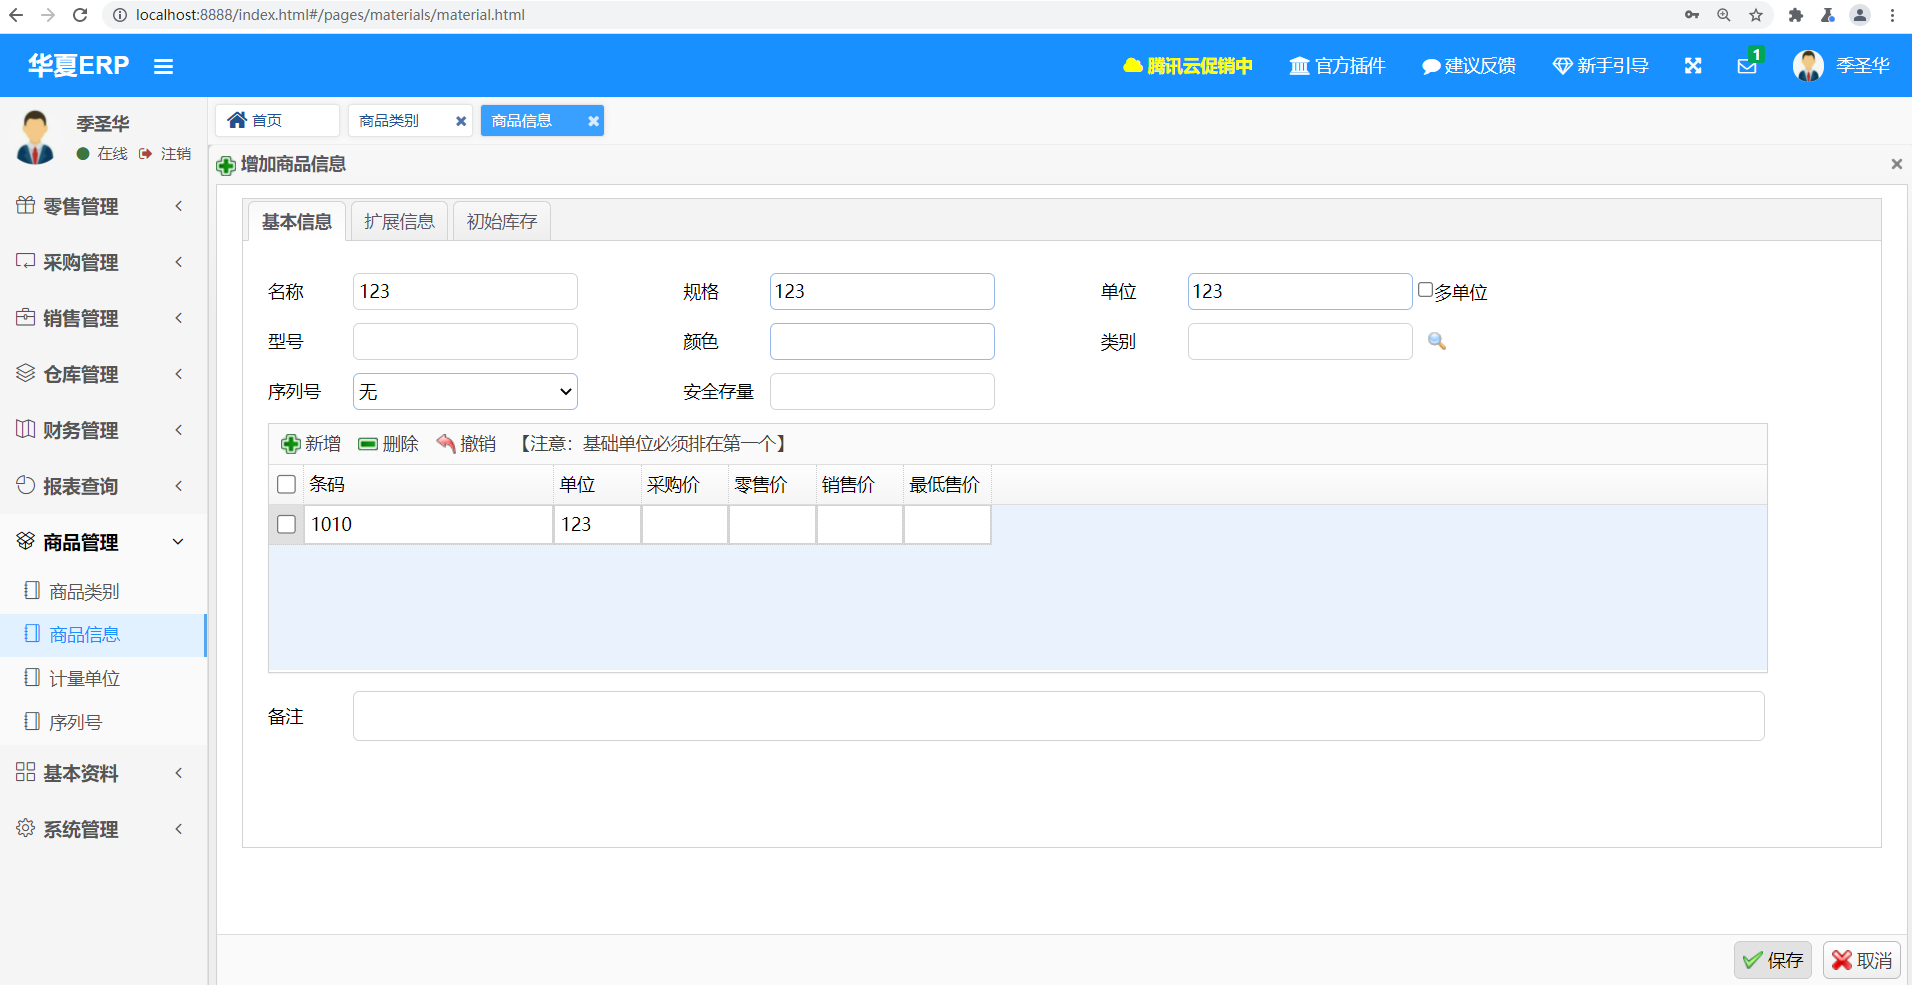 localhost:8888/index.html#/pages/materials/material.html
华夏ERP
腾讯云促销中
官方插件
建议反馈
新手引导
1
季圣华
季圣华
在线
注销
首页
商品类别
商品信息
增加商品信息
零售管理
采购管理
销售管理
仓库管理
财务管理
报表查询
商品管理
商品类别
商品信息
计量单位
序列号
基本资料
系统管理
基本信息
扩展信息
初始库存
名称 123 规格 123 单位 123 多单位
型号 颜色 类别
序列号 无 安全存量
新增 删除 撤销 【注意：基础单位必须排在第一个】
条码 单位 采购价 零售价 销售价 最低售价
1010 123
备注
保存 取消